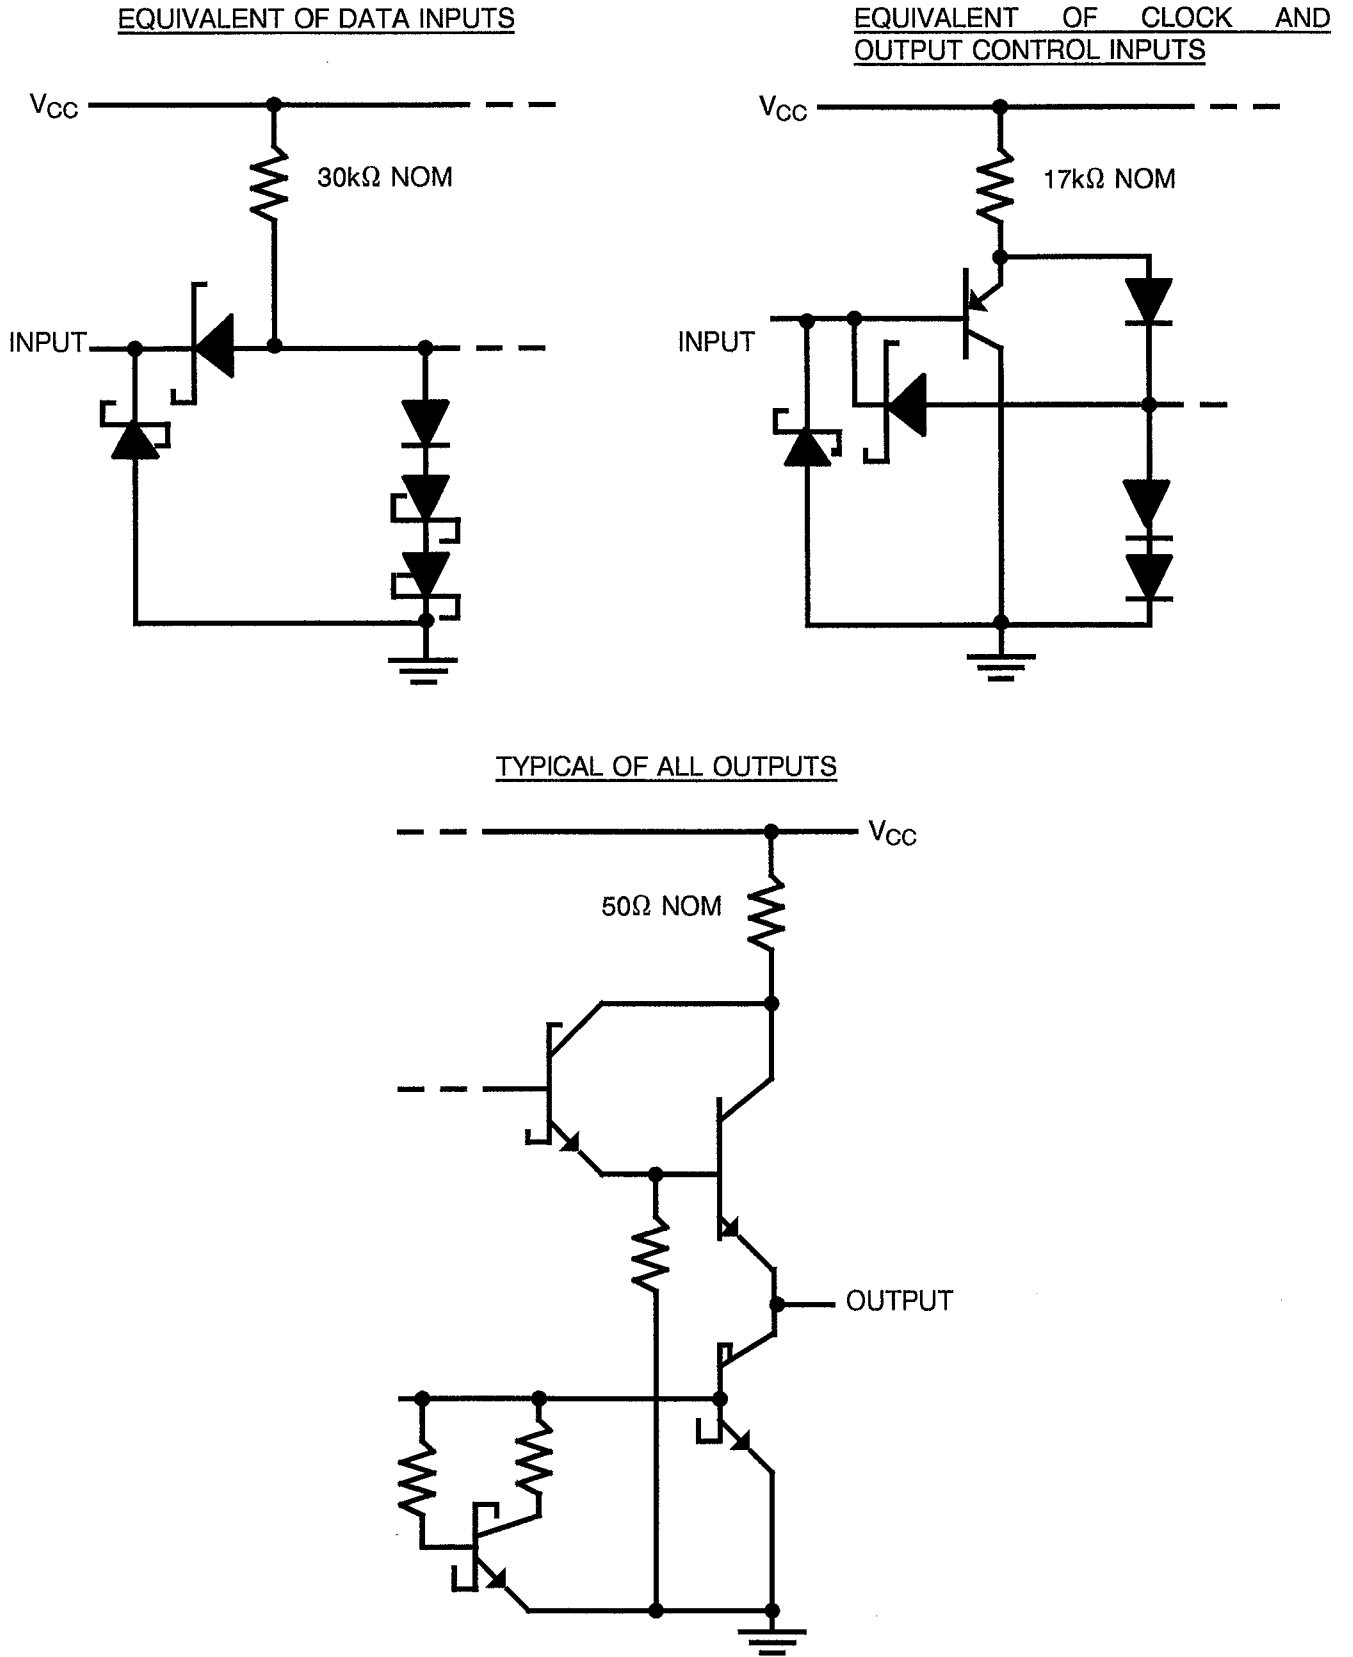 EQUIVALENT OF DATA INPUTS
EQUIVALENT OF CLOCK AND
OUTPUT CONTROL INPUTS
VCC
30kΩ NOM
INPUT
VCC
17kΩ NOM
INPUT
TYPICAL OF ALL OUTPUTS
VCC
50Ω NOM
OUTPUT